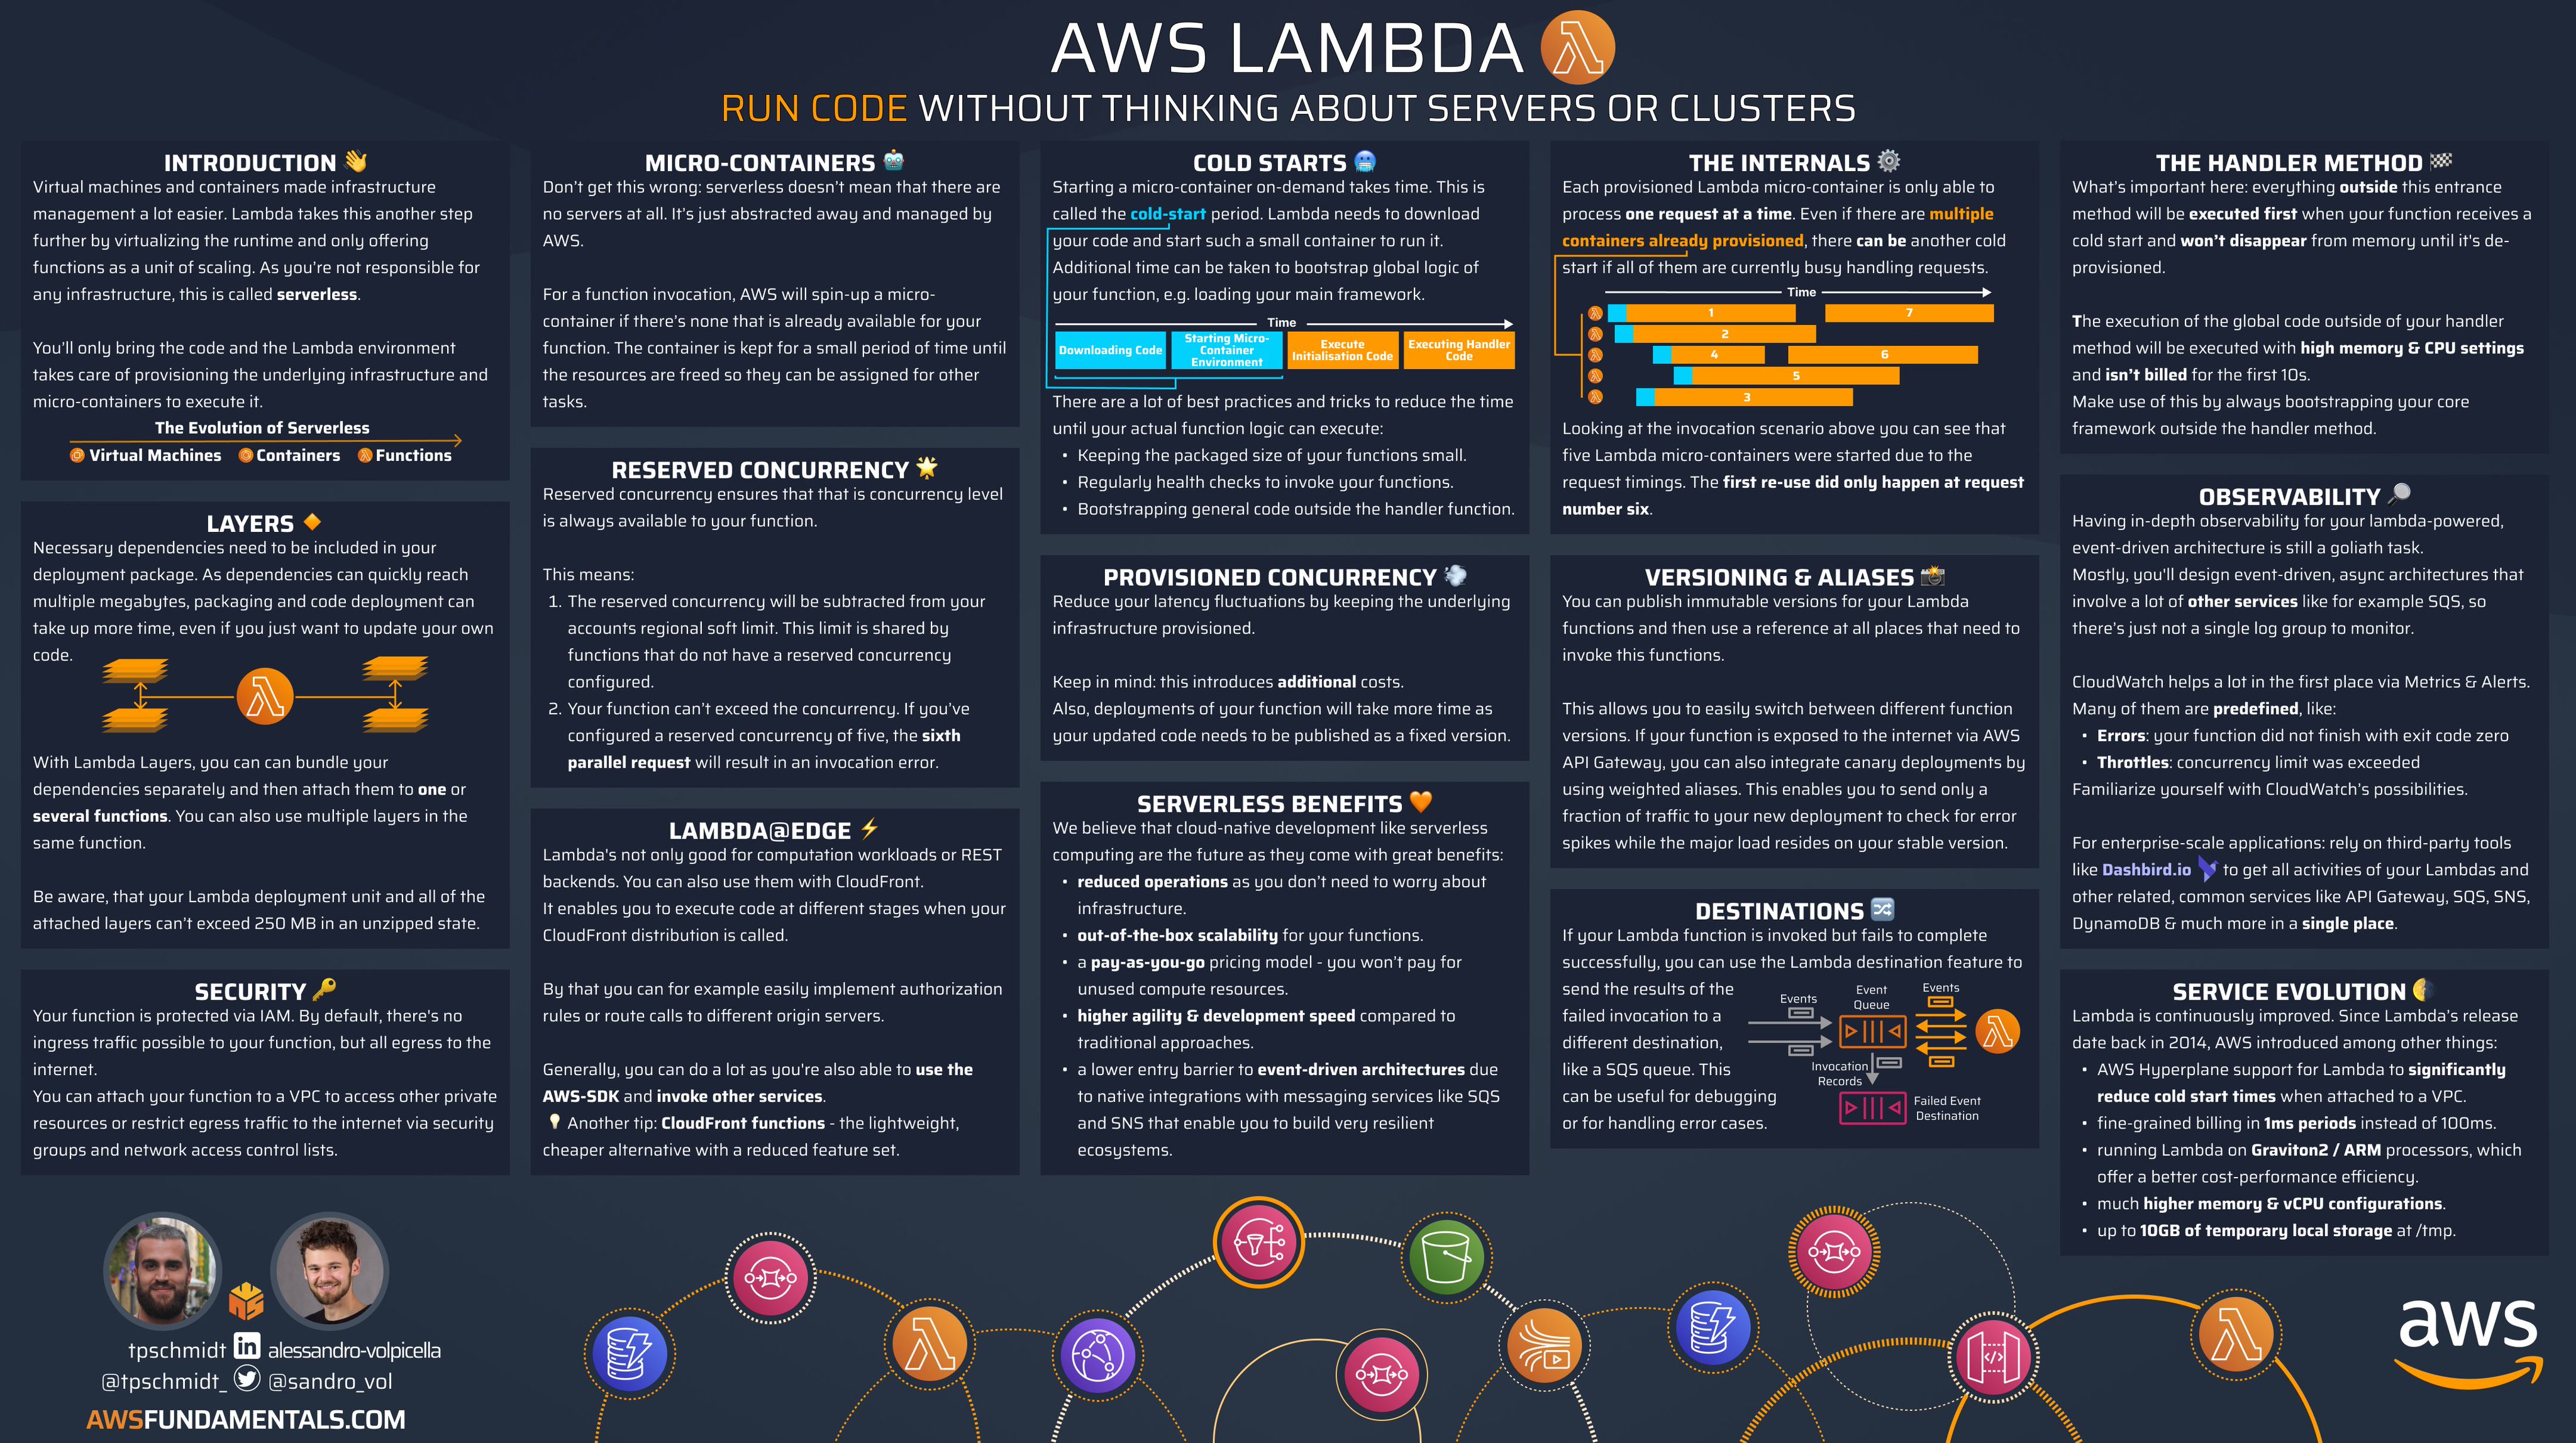 AWS LAMBDA
RUN CODE WITHOUT THINKING ABOUT SERVERS OR CLUSTERS
INTRODUCTION
Virtual machines and containers made infrastructure
management a lot easier. Lambda takes this another step
further by virtualizing the runtime and only offering
functions as a unit of scaling. As you're not responsible for
any infrastructure, this is called serverless.
You'll only bring the code and the Lambda environment
takes care of provisioning the underlying infrastructure and
micro-containers to execute it.
The Evolution of Serverless
Virtual Machines Containers Functions
LAYERS
Necessary dependencies need to be included in your
deployment package. As dependencies can quickly reach
multiple megabytes, packaging and code deployment can
take up more time, even if you just want to update your own
code.
With Lambda Layers, you can can bundle your
dependencies separately and then attach them to one or
several functions. You can also use multiple layers in the
same function.
Be aware, that your Lambda deployment unit and all of the
attached layers can't exceed 250 MB in an unzipped state.
SECURITY
Your function is protected via IAM. By default, there's no
ingress traffic possible to your function, but all egress to the
internet.
You can attach your function to a VPC to access other private
resources or restrict egress traffic to the internet via security
groups and network access control lists.
MICRO-CONTAINERS
Don't get this wrong: serverless doesn't mean that there are
no servers at all. It's just abstracted away and managed by
AWS.
For a function invocation, AWS will spin-up a micro-
container if there's none that is already available for your
function. The container is kept for a small period of time until
the resources are freed so they can be assigned for other
tasks.
RESERVED CONCURRENCY
Reserved concurrency ensures that that is concurrency level
is always available to your function.
This means:
1. The reserved concurrency will be subtracted from your
accounts regional soft limit. This limit is shared by
functions that do not have a reserved concurrency
configured.
2. Your function can't exceed the concurrency. If you've
configured a reserved concurrency of five, the sixth
parallel request will result in an invocation error.
LAMBDA@EDGE
Lambda's not only good for computation workloads or REST
backends. You can also use them with CloudFront.
It enables you to execute code at different stages when your
CloudFront distribution is called.
By that you can for example easily implement authorization
rules or route calls to different origin servers.
Generally, you can do a lot as you're also able to use the
AWS-SDK and invoke other services.
Another tip: CloudFront functions - the lightweight,
cheaper alternative with a reduced feature set.
COLD STARTS
Starting a micro-container on-demand takes time. This is
called the cold-start period. Lambda needs to download
your code and start such a small container to run it.
Additional time can be taken to bootstrap global logic of
your function, e.g. loading your main framework.
Time
Downloading Code
Starting Micro-
Container
Environment
Execute
Initialisation Code
Executing Handler
Code
There are a lot of best practices and tricks to reduce the time
until your actual function logic can execute:
• Keeping the packaged size of your functions small.
• Regularly health checks to invoke your functions.
• Bootstrapping general code outside the handler function.
PROVISIONED CONCURRENCY
Reduce your latency fluctuations by keeping the underlying
infrastructure provisioned.
Keep in mind: this introduces additional costs.
Also, deployments of your function will take more time as
your updated code needs to be published as a fixed version.
SERVERLESS BENEFITS
We believe that cloud-native development like serverless
computing are the future as they come with great benefits:
• reduced operations as you don't need to worry about
infrastructure.
• out-of-the-box scalability for your functions.
• a pay-as-you-go pricing model - you won't pay for
unused compute resources.
• higher agility & development speed compared to
traditional approaches.
• a lower entry barrier to event-driven architectures due
to native integrations with messaging services like SQS
and SNS that enable you to build very resilient
ecosystems.
THE INTERNALS
Each provisioned Lambda micro-container is only able to
process one request at a time. Even if there are multiple
containers already provisioned, there can be another cold
start if all of them are currently busy handling requests.
Time
1 7
2
4 6
5
3
Looking at the invocation scenario above you can see that
five Lambda micro-containers were started due to the
request timings. The first re-use did only happen at request
number six.
VERSIONING & ALIASES
You can publish immutable versions for your Lambda
functions and then use a reference at all places that need to
invoke this functions.
This allows you to easily switch between different function
versions. If your function is exposed to the internet via AWS
API Gateway, you can also integrate canary deployments by
using weighted aliases. This enables you to send only a
fraction of traffic to your new deployment to check for error
spikes while the major load resides on your stable version.
DESTINATIONS
If your Lambda function is invoked but fails to complete
successfully, you can use the Lambda destination feature to
send the results of the
failed invocation to a
different destination,
like a SQS queue. This
can be useful for debugging
or for handling error cases.
Events
Event
Queue
Events
Invocation
Records
Failed Event
Destination
THE HANDLER METHOD
What's important here: everything outside this entrance
method will be executed first when your function receives a
cold start and won't disappear from memory until it's de-
provisioned.
The execution of the global code outside of your handler
method will be executed with high memory & CPU settings
and isn't billed for the first 10s.
Make use of this by always bootstrapping your core
framework outside the handler method.
OBSERVABILITY
Having in-depth observability for your lambda-powered,
event-driven architecture is still a goliath task.
Mostly, you'll design event-driven, async architectures that
involve a lot of other services like for example SQS, so
there's just not a single log group to monitor.
CloudWatch helps a lot in the first place via Metrics & Alerts.
Many of them are predefined, like:
• Errors: your function did not finish with exit code zero
• Throttles: concurrency limit was exceeded
Familiarize yourself with CloudWatch's possibilities.
For enterprise-scale applications: rely on third-party tools
like Dashbird.io to get all activities of your Lambdas and
other related, common services like API Gateway, SQS, SNS,
DynamoDB & much more in a single place.
SERVICE EVOLUTION
Lambda is continuously improved. Since Lambda's release
date back in 2014, AWS introduced among other things:
• AWS Hyperplane support for Lambda to significantly
reduce cold start times when attached to a VPC.
• fine-grained billing in 1ms periods instead of 100ms.
• running Lambda on Graviton2 / ARM processors, which
offer a better cost-performance efficiency.
• much higher memory & vCPU configurations.
• up to 10GB of temporary local storage at /tmp.
tpschmidt in alessandro-volpicella
@tpschmidt_ @sandro_vol
AWSFUNDAMENTALS.COM
aws